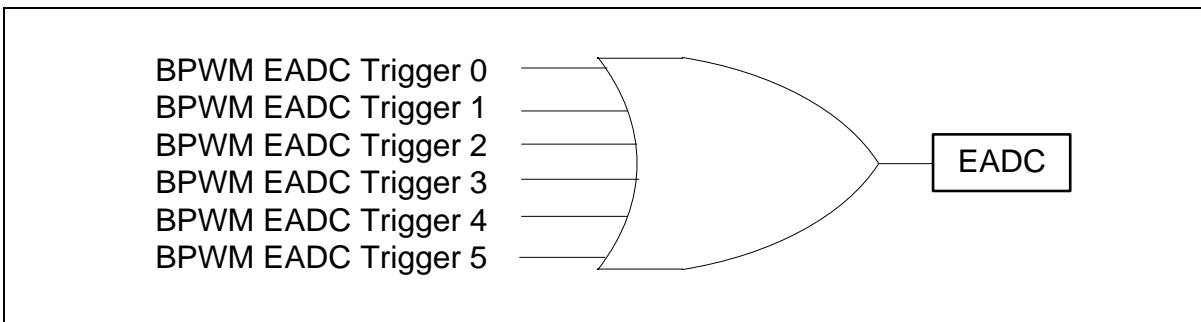 BPWM EADC Trigger 0
BPWM EADC Trigger 1
BPWM EADC Trigger 2
BPWM EADC Trigger 3
BPWM EADC Trigger 4
BPWM EADC Trigger 5
EADC